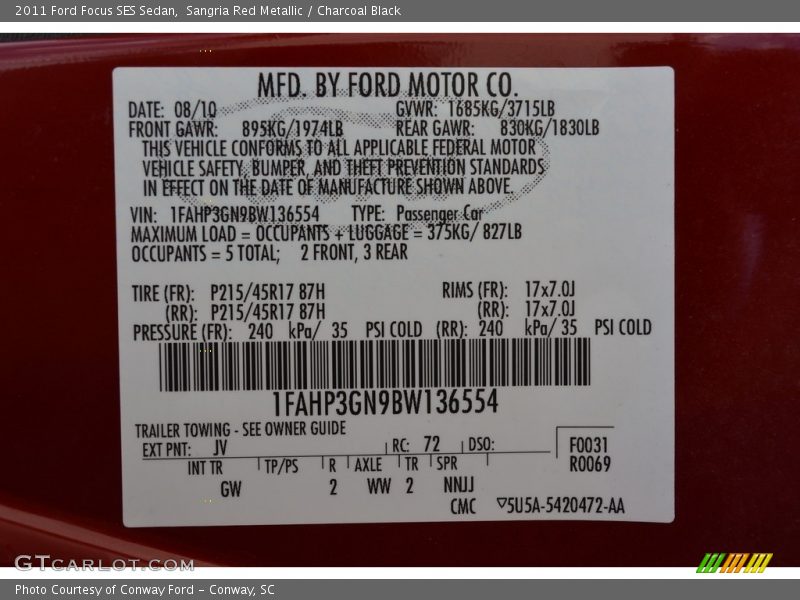 2011 Ford Focus SES Sedan, Sangria Red Metallic / Charcoal Black
MFD. BY FORD MOTOR CO.
DATE: 08/10 GVWR: 1685KG/3715LB
FRONT GAWR: 895KG/1974LB REAR GAWR: 830KG/1830LB
THIS VEHICLE CONFORMS TO ALL APPLICABLE FEDERAL MOTOR
VEHICLE SAFETY, BUMPER, AND THEFT PREVENTION STANDARDS
IN EFFECT ON THE DATE OF MANUFACTURE SHOWN ABOVE.
VIN: 1FAHP3GN9BW136554 TYPE: Passenger Car
MAXIMUM LOAD = OCCUPANTS + LUGGAGE = 375KG/ 827LB
OCCUPANTS = 5 TOTAL; 2 FRONT, 3 REAR
TIRE (FR): P215/45R17 87H RIMS (FR): 17x7.0J
(RR): P215/45R17 87H (RR): 17x7.0J
PRESSURE (FR): 240 kPa/ 35 PSI COLD (RR): 240 kPa/ 35 PSI COLD
1FAHP3GN9BW136554
TRAILER TOWING - SEE OWNER GUIDE
EXT PNT: JV RC: 72 DSO: F0031
R0069
INT TR TP/PS R AXLE TR SPR
GW 2 WW 2 NNJJ
CMC ▽5U5A-5420472-AA
GTCARLOT.COM
Photo Courtesy of Conway Ford - Conway, SC